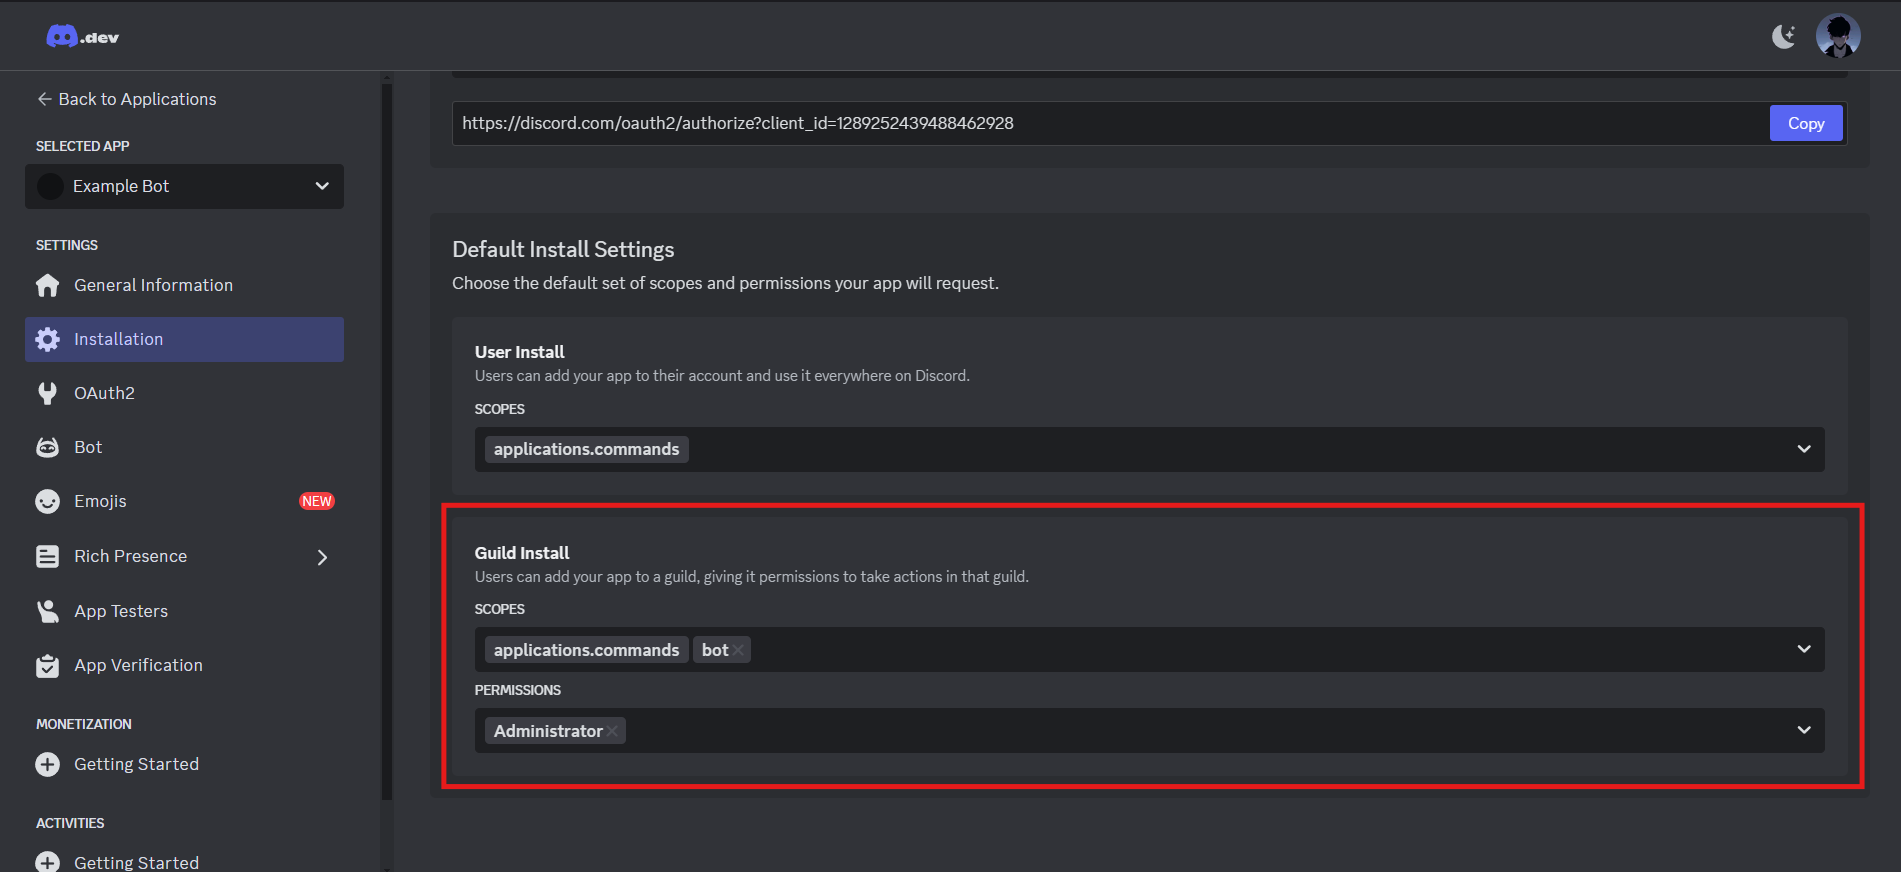 .dev
Back to Applications
SELECTED APP
Example Bot
SETTINGS
General Information
Installation
OAuth2
Bot
Emojis NEW
Rich Presence
App Testers
App Verification
MONETIZATION
Getting Started
ACTIVITIES
Getting Started
https://discord.com/oauth2/authorize?client_id=1289252439488462928 Copy
Default Install Settings
Choose the default set of scopes and permissions your app will request.
User Install
Users can add your app to their account and use it everywhere on Discord.
SCOPES
applications.commands
Guild Install
Users can add your app to a guild, giving it permissions to take actions in that guild.
SCOPES
applications.commands bot
PERMISSIONS
Administrator